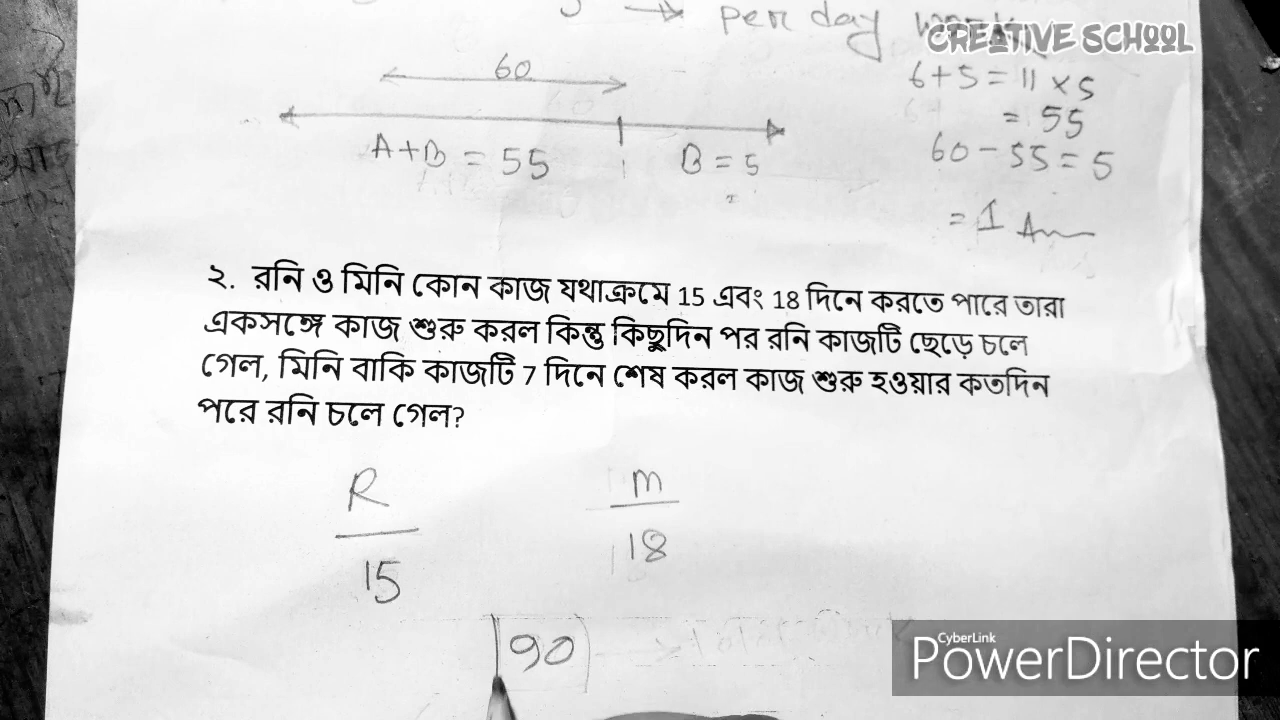 per day work
CREATIVE SCHOOL
60
6+5 = 11 x 5
= 55
A+B = 55 B = 5
60 - 55 = 5
= 1 Ans
২. রনি ও মিনি কোন কাজ যথাক্রমে 15 এবং 18 দিনে করতে পারে তারা
একসঙ্গে কাজ শুরু করল কিন্তু কিছুদিন পর রনি কাজটি ছেড়ে চলে
গেল, মিনি বাকি কাজটি 7 দিনে শেষ করল কাজ শুরু হওয়ার কতদিন
পরে রনি চলে গেল?
R m
15 18
90
CyberLink
PowerDirector